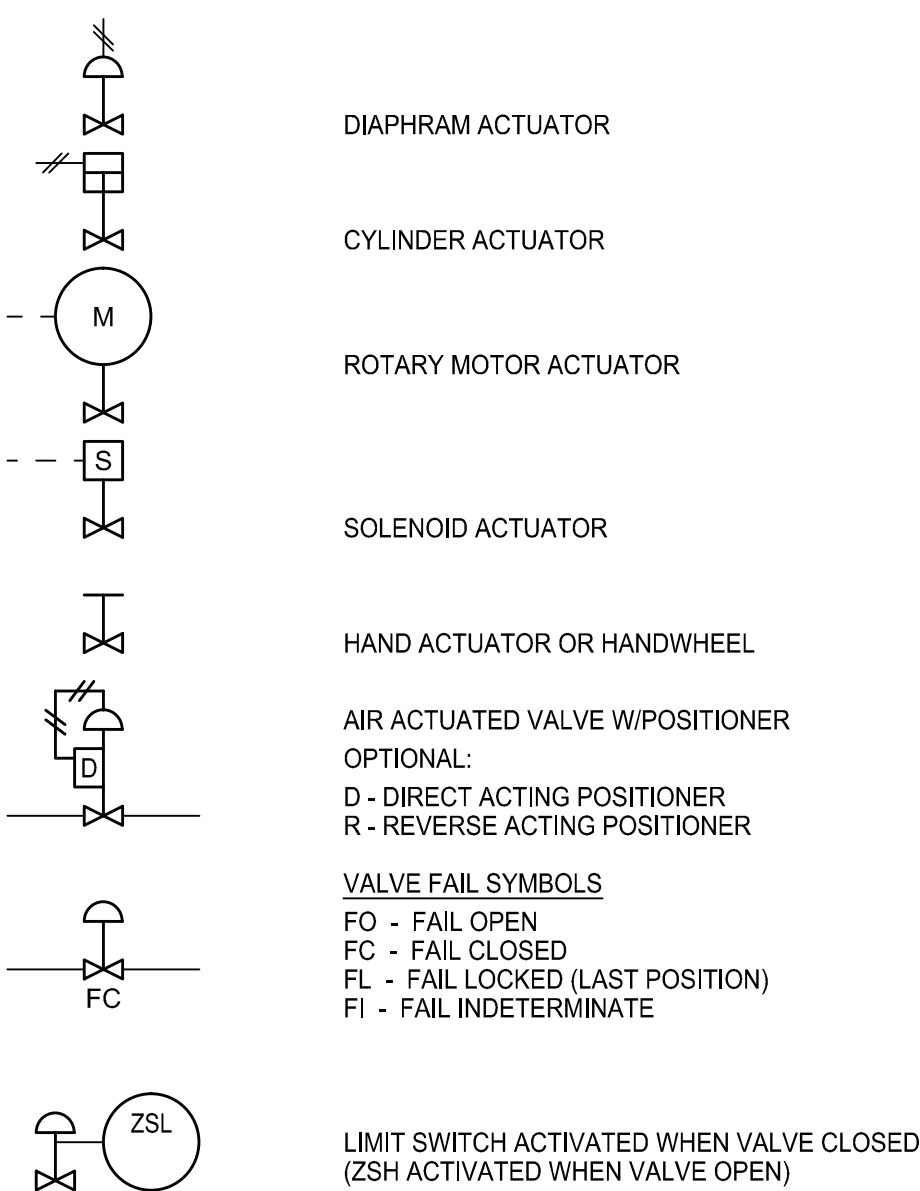 DIAPHRAM ACTUATOR
CYLINDER ACTUATOR
M
ROTARY MOTOR ACTUATOR
S
SOLENOID ACTUATOR
HAND ACTUATOR OR HANDWHEEL
AIR ACTUATED VALVE W/POSITIONER
OPTIONAL:
D
D - DIRECT ACTING POSITIONER
R - REVERSE ACTING POSITIONER
VALVE FAIL SYMBOLS
FO - FAIL OPEN
FC - FAIL CLOSED
FL - FAIL LOCKED (LAST POSITION)
FI - FAIL INDETERMINATE
FC
ZSL
LIMIT SWITCH ACTIVATED WHEN VALVE CLOSED
(ZSH ACTIVATED WHEN VALVE OPEN)